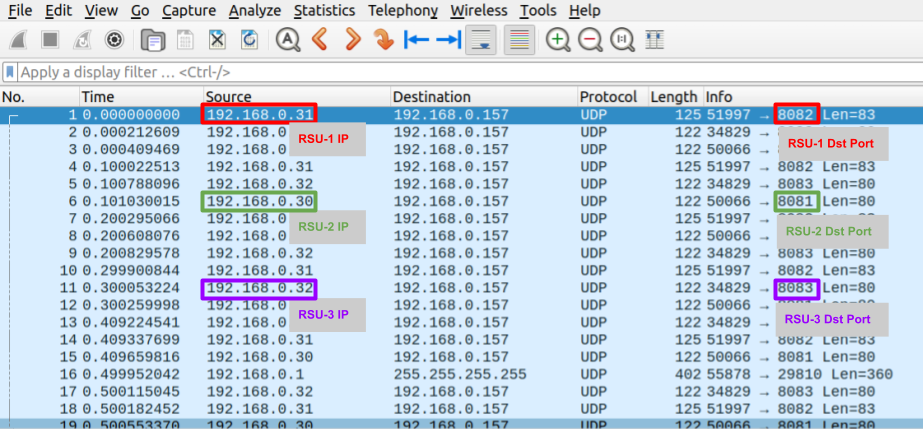 File Edit View Go Capture Analyze Statistics Telephony Wireless Tools Help
Apply a display filter ... <Ctrl-/>
No. Time Source Destination Protocol Length Info
1 0.000000000 192.168.0.31 192.168.0.157 UDP 125 51997 → 8082 Len=83
2 0.000212609 192.168.0 192.168.0.157 UDP 122 34829 →
RSU-1 IP RSU-1 Dst Port
3 0.000409469 192.168.0 192.168.0.157 UDP 122 50066 →
4 0.100022513 192.168.0.31 192.168.0.157 UDP 125 51997 → 8082 Len=83
5 0.100788096 192.168.0.32 192.168.0.157 UDP 122 34829 → 8083 Len=80
6 0.101030015 192.168.0.30 192.168.0.157 UDP 122 50066 → 8081 Len=80
7 0.200295066 192.168.0 192.168.0.157 UDP 125 51997 →
RSU-2 IP RSU-2 Dst Port
8 0.200608076 192.168.0 192.168.0.157 UDP 122 50066 →
9 0.200829578 192.168.0.32 192.168.0.157 UDP 122 34829 → 8083 Len=80
10 0.299900844 192.168.0.31 192.168.0.157 UDP 125 51997 → 8082 Len=83
11 0.300053224 192.168.0.32 192.168.0.157 UDP 122 34829 → 8083 Len=80
12 0.300259998 192.168.0 192.168.0.157 UDP 122 50066 →
RSU-3 IP RSU-3 Dst Port
13 0.409224541 192.168.0 192.168.0.157 UDP 122 34829 →
14 0.409337699 192.168.0.31 192.168.0.157 UDP 125 51997 → 8082 Len=83
15 0.409659816 192.168.0.30 192.168.0.157 UDP 122 50066 → 8081 Len=80
16 0.499952042 192.168.0.1 255.255.255.255 UDP 402 55878 → 29810 Len=360
17 0.500115045 192.168.0.32 192.168.0.157 UDP 122 34829 → 8083 Len=80
18 0.500182452 192.168.0.31 192.168.0.157 UDP 125 51997 → 8082 Len=83
19 0.500553370 192.168.0.30 192.168.0.157 UDP 122 50066 → 8081 Len=80